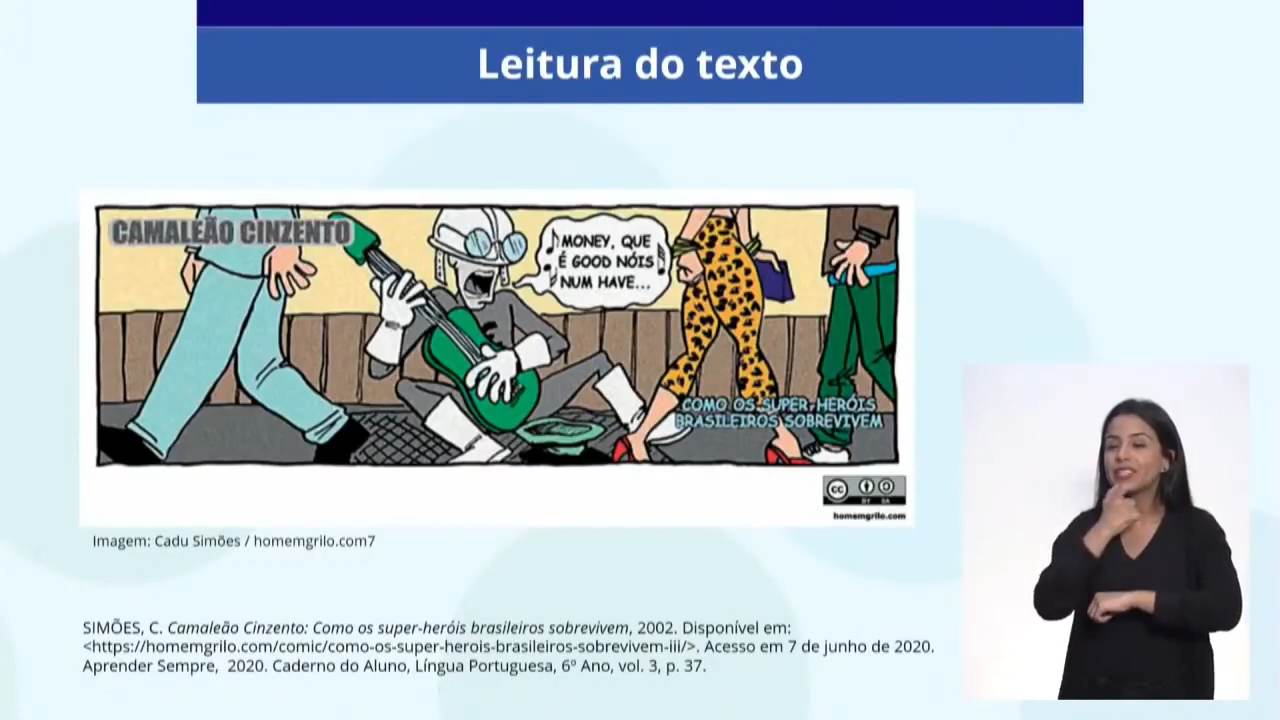 Leitura do texto
CAMALEÃO CINZENTO
MONEY, QUE
É GOOD NÓIS
NUM HAVE...
COMO OS SUPER-HERÓIS
BRASILEIROS SOBREVIVEM
cc
BY SA
homemgrilo.com
Imagem: Cadu Simões / homemgrilo.com7
SIMÕES, C. Camaleão Cinzento: Como os super-heróis brasileiros sobrevivem, 2002. Disponível em:
<https://homemgrilo.com/comic/como-os-super-herois-brasileiros-sobrevivem-iii/>. Acesso em 7 de junho de 2020.
Aprender Sempre, 2020. Caderno do Aluno, Língua Portuguesa, 6º Ano, vol. 3, p. 37.